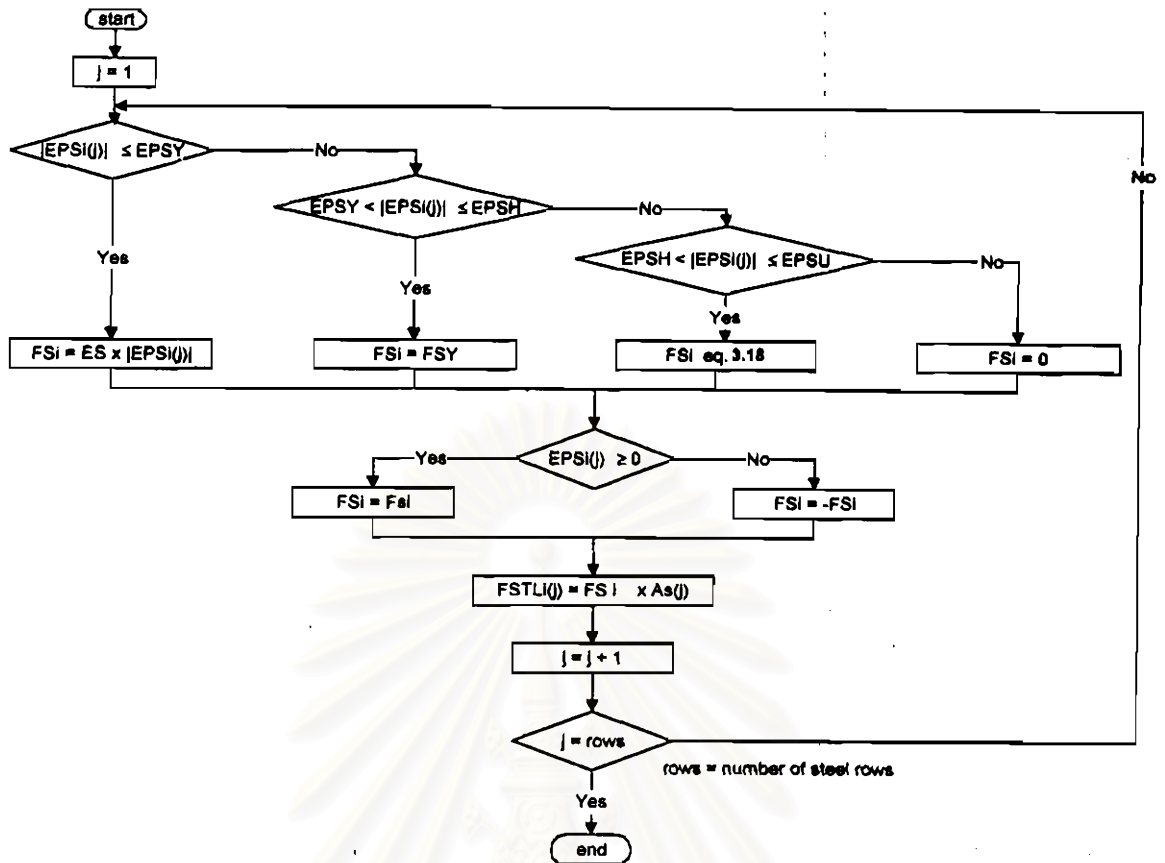 start
j = 1
|EPSi(j)| ≤ EPSY
No
No
EPSY < |EPSi(j)| ≤ EPSH
No
EPSH < |EPSi(j)| ≤ EPSU
No
Yes
Yes
Yes
FSi = ES x |EPSi(j)|
FSi = FSY
FSi eq. 3.18
FSi = 0
EPSi(j) ≥ 0
Yes
No
FSi = Fsi
FSi = -FSi
FSTLi(j) = FS i x As(j)
j = j + 1
j = rows
rows = number of steel rows
Yes
end